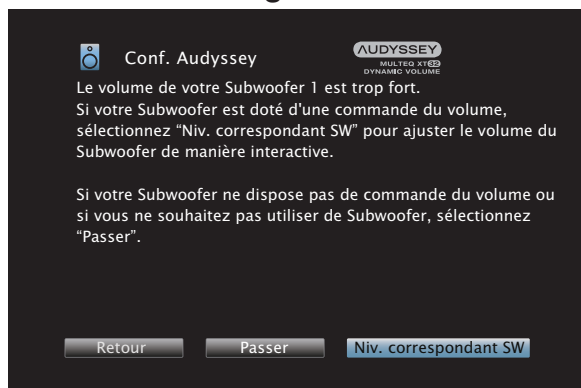 Conf. Audyssey
AUDYSSEY
MULTEQ XT32
DYNAMIC VOLUME
Le volume de votre Subwoofer 1 est trop fort.
Si votre Subwoofer est doté d'une commande du volume,
sélectionnez “Niv. correspondant SW” pour ajuster le volume du
Subwoofer de manière interactive.
Si votre Subwoofer ne dispose pas de commande du volume ou
si vous ne souhaitez pas utiliser de Subwoofer, sélectionnez
“Passer”.
Retour Passer Niv. correspondant SW